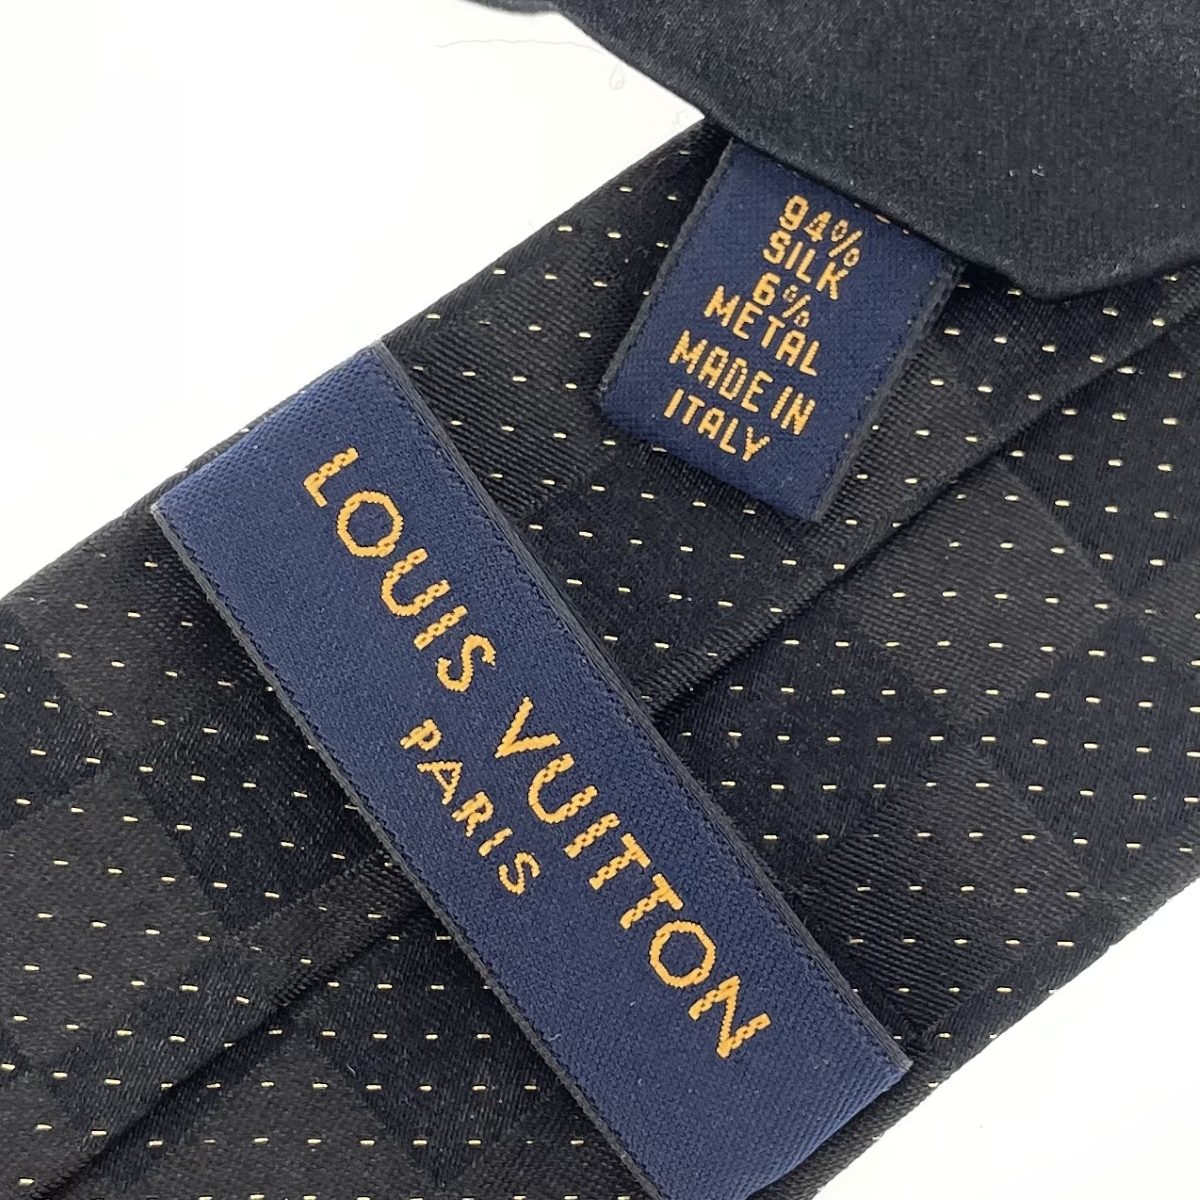 94%
SILK
6%
METAL
MADE IN
ITALY
LOUIS VUITTON
PARIS